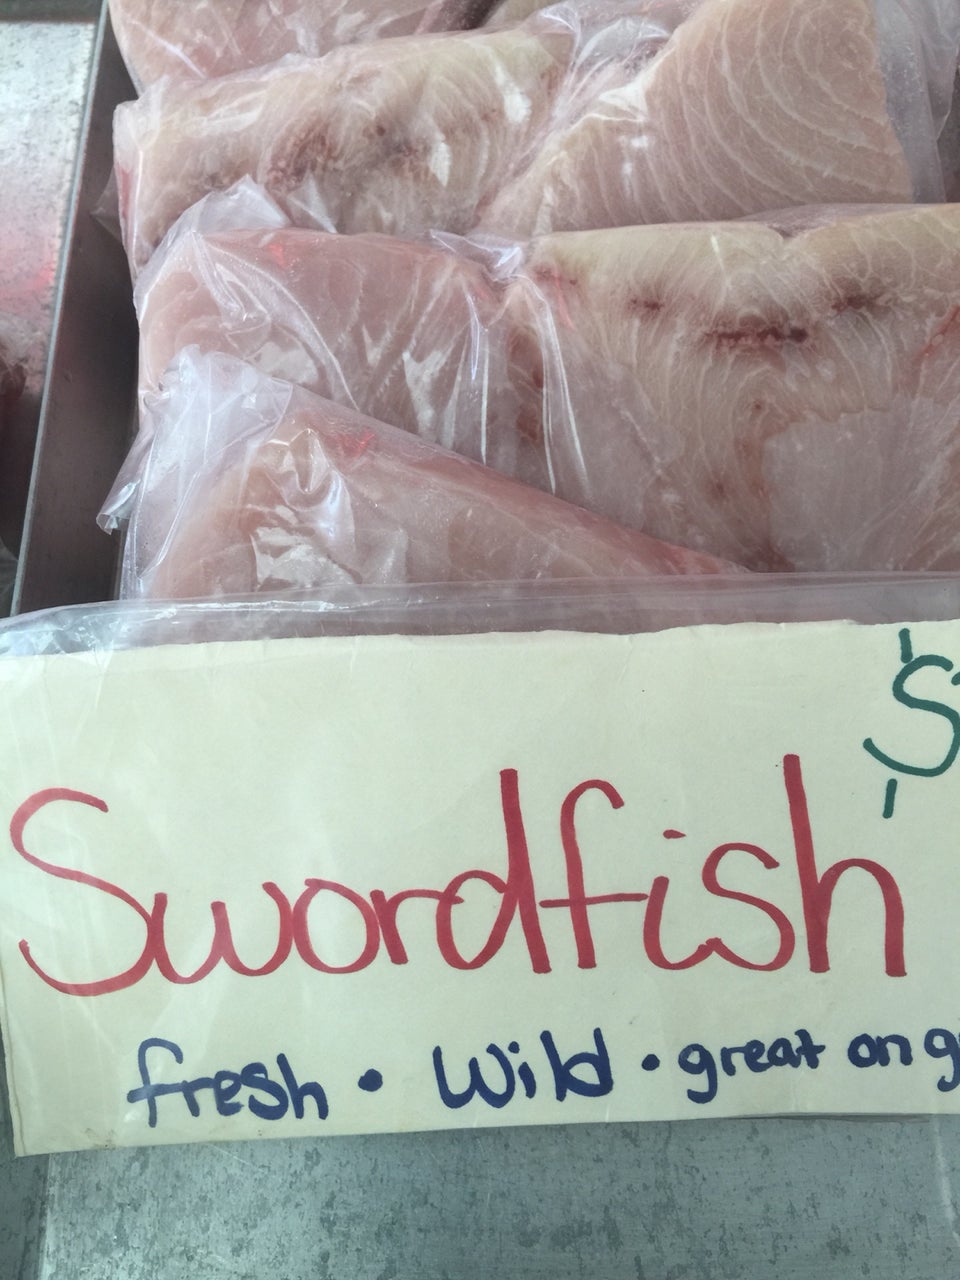 $
Swordfish
fresh • Wild • great on g